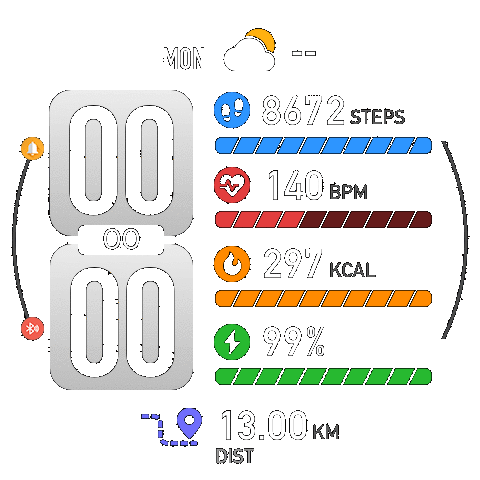 MON --
00
00
00
8672 STEPS
140 BPM
297 KCAL
99%
13.00 KM
DIST